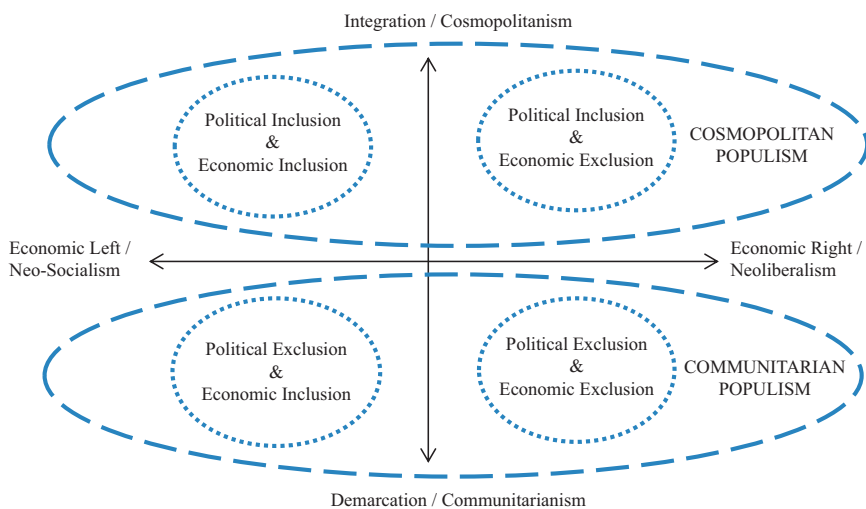 Integration / Cosmopolitanism
Political Inclusion
&
Economic Inclusion
Political Inclusion
&
Economic Exclusion
COSMOPOLITAN
POPULISM
Economic Left /
Neo-Socialism
Economic Right /
Neoliberalism
Political Exclusion
&
Economic Inclusion
Political Exclusion
&
Economic Exclusion
COMMUNITARIAN
POPULISM
Demarcation / Communitarianism